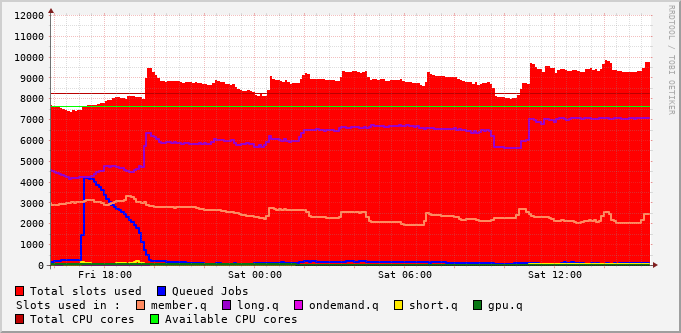 12000
11000
10000
9000
8000
7000
6000
5000
4000
3000
2000
1000
0
Fri 18:00 Sat 00:00 Sat 06:00 Sat 12:00
RRDTOOL / TOBI OETIKER
Total slots used Queued Jobs
Slots used in : member.q long.q ondemand.q short.q gpu.q
Total CPU cores Available CPU cores